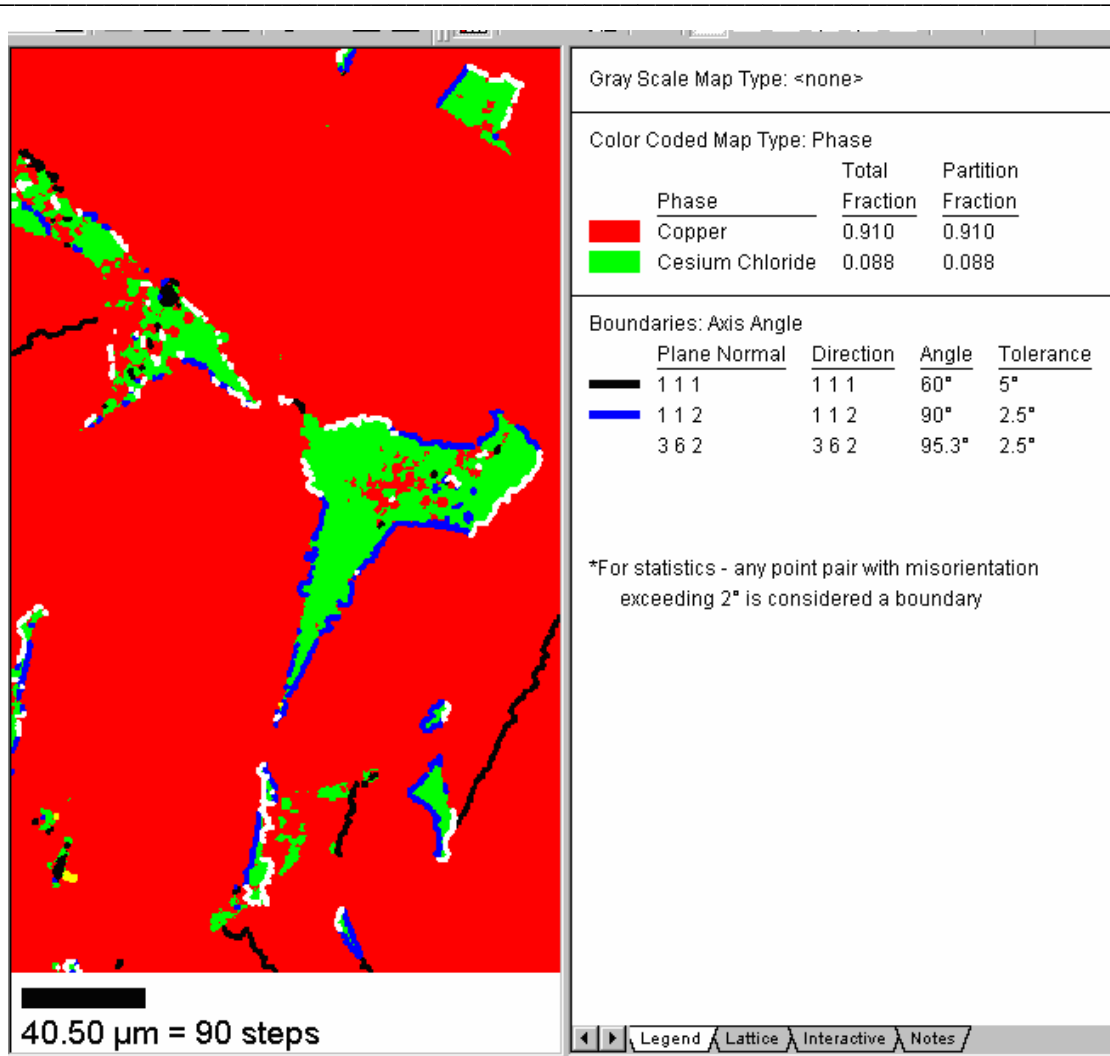 Gray Scale Map Type: <none>
Color Coded Map Type: Phase
Total Partition
Phase Fraction Fraction
Copper 0.910 0.910
Cesium Chloride 0.088 0.088
Boundaries: Axis Angle
Plane Normal Direction Angle Tolerance
1 1 1 1 1 1 60° 5°
1 1 2 1 1 2 90° 2.5°
3 6 2 3 6 2 95.3° 2.5°
*For statistics - any point pair with misorientation
exceeding 2° is considered a boundary
40.50 µm = 90 steps
Legend Lattice Interactive Notes